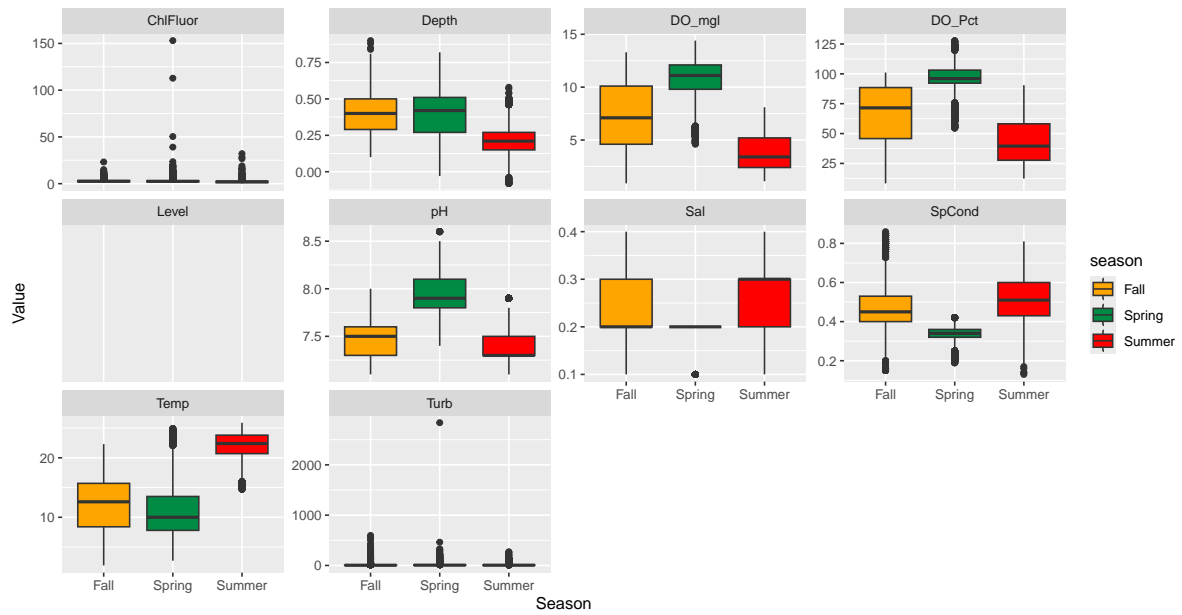 ChlFluor
Depth
DO_mgl
DO_Pct
150
100
50
0
0.75
0.50
0.25
0.00
15
10
5
125
100
75
50
25
Level
pH
Sal
SpCond
8.5
8.0
7.5
0.4
0.3
0.2
0.1
0.8
0.6
0.4
0.2
Fall Spring Summer
Fall Spring Summer
Temp
Turb
20
10
2000
1000
0
Fall Spring Summer
Fall Spring Summer
Value
Season
season
Fall
Spring
Summer